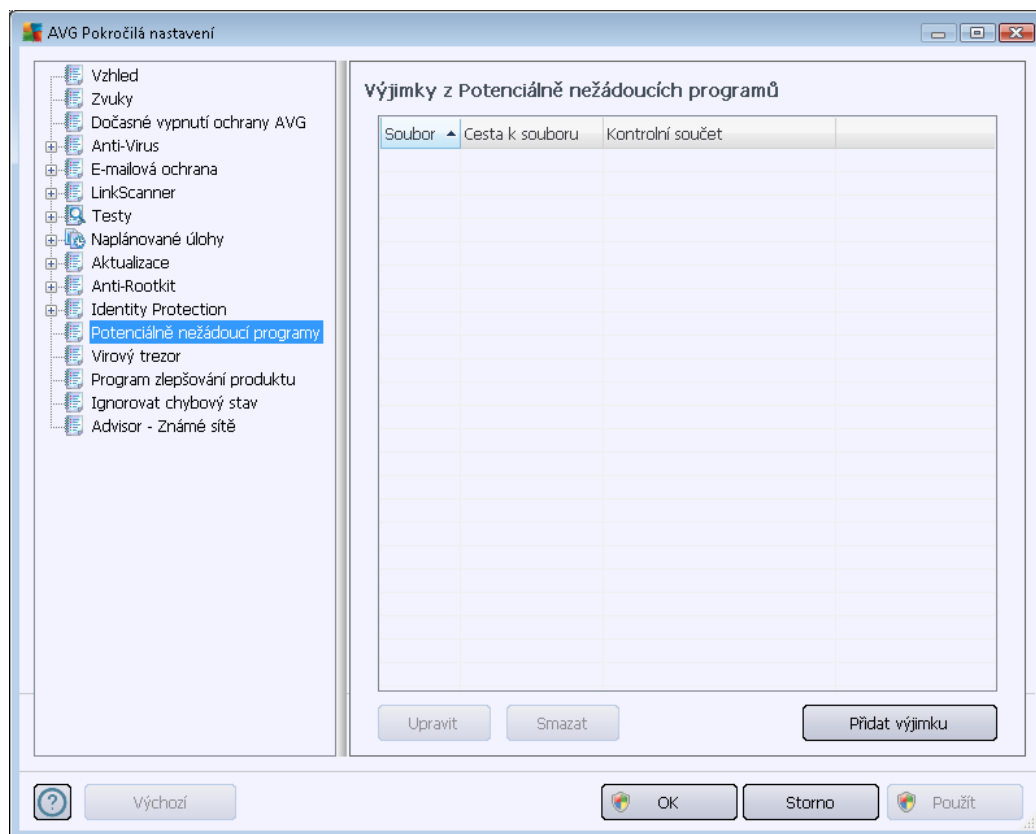 AVG Pokročilá nastavení
Vzhled
Zvuky
Dočasné vypnutí ochrany AVG
Anti-Virus
E-mailová ochrana
LinkScanner
Testy
Naplánované úlohy
Aktualizace
Anti-Rootkit
Identity Protection
Potenciálně nežádoucí programy
Virový trezor
Program zlepšování produktu
Ignorovat chybový stav
Advisor - Známé sítě
Výjimky z Potenciálně nežádoucích programů
Soubor Cesta k souboru Kontrolní součet
Upravit Smazat Přidat výjimku
Výchozí OK Storno Použít